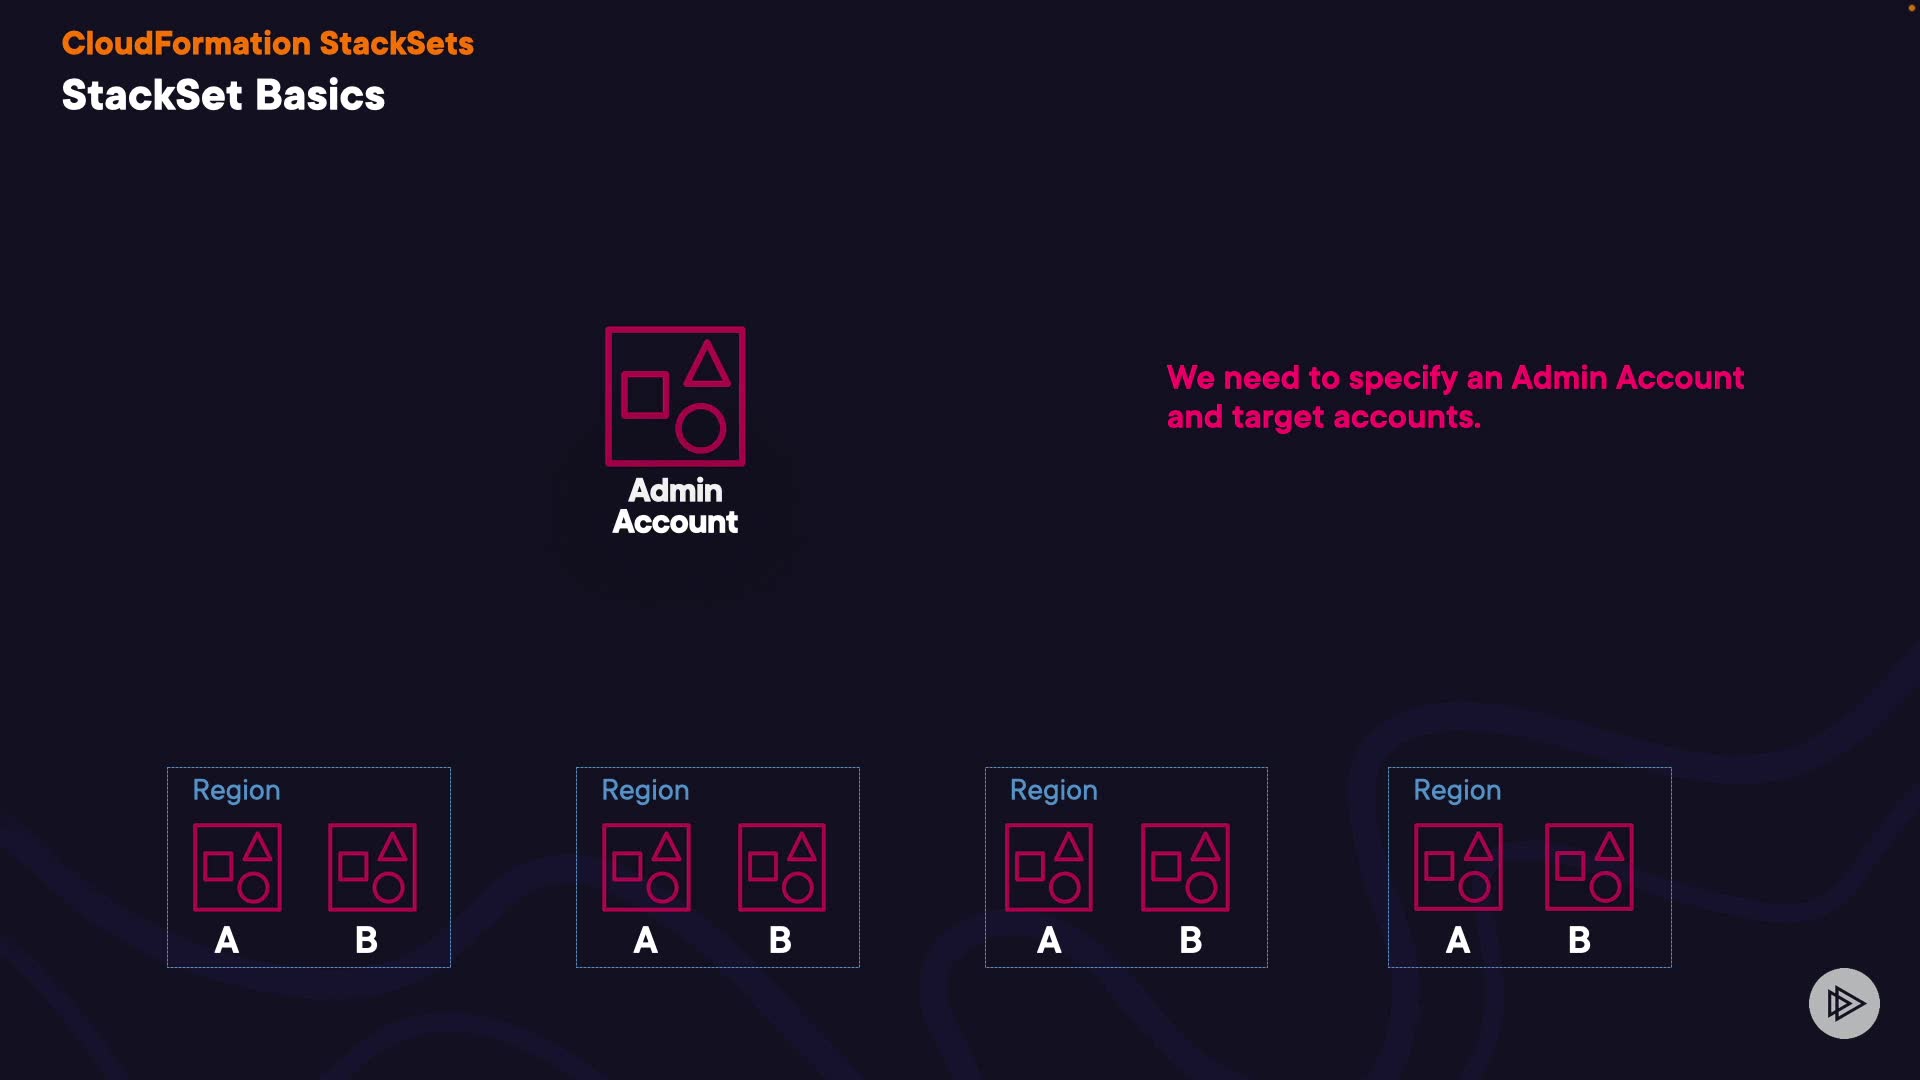 CloudFormation StackSets
StackSet Basics
We need to specify an Admin Account
and target accounts.
Admin
Account
Region
A
B
Region
A
B
Region
A
B
Region
A
B